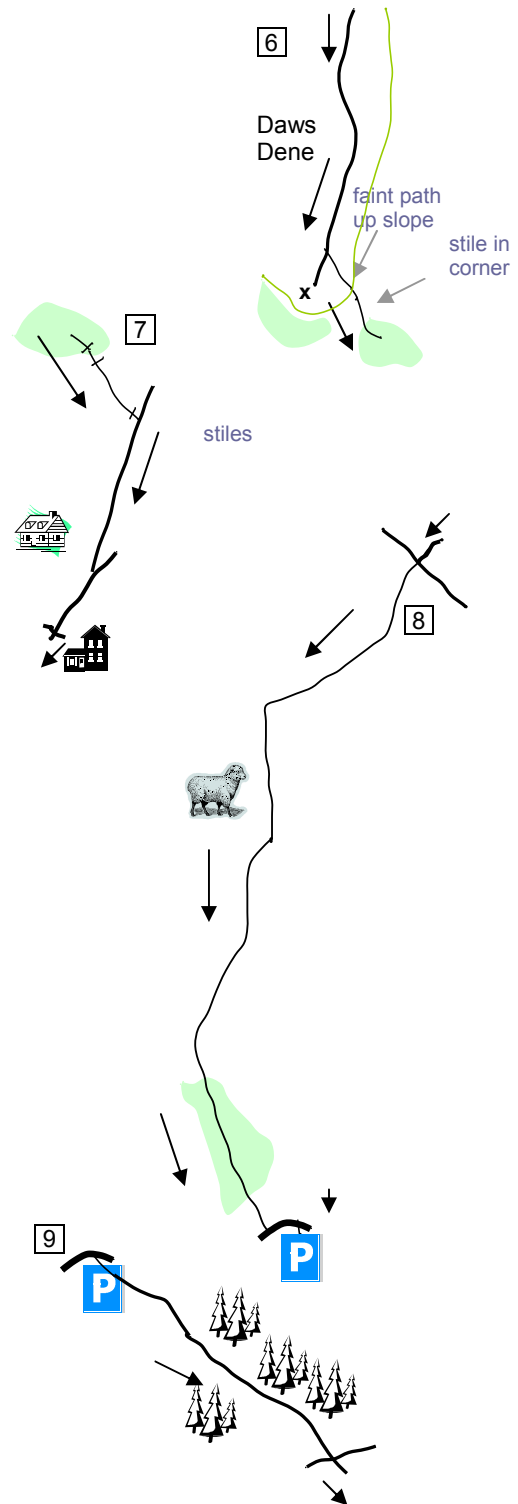 6
Daws
Dene
faint path
up slope
stile in
corner
x
7
stiles
8
9
P
P